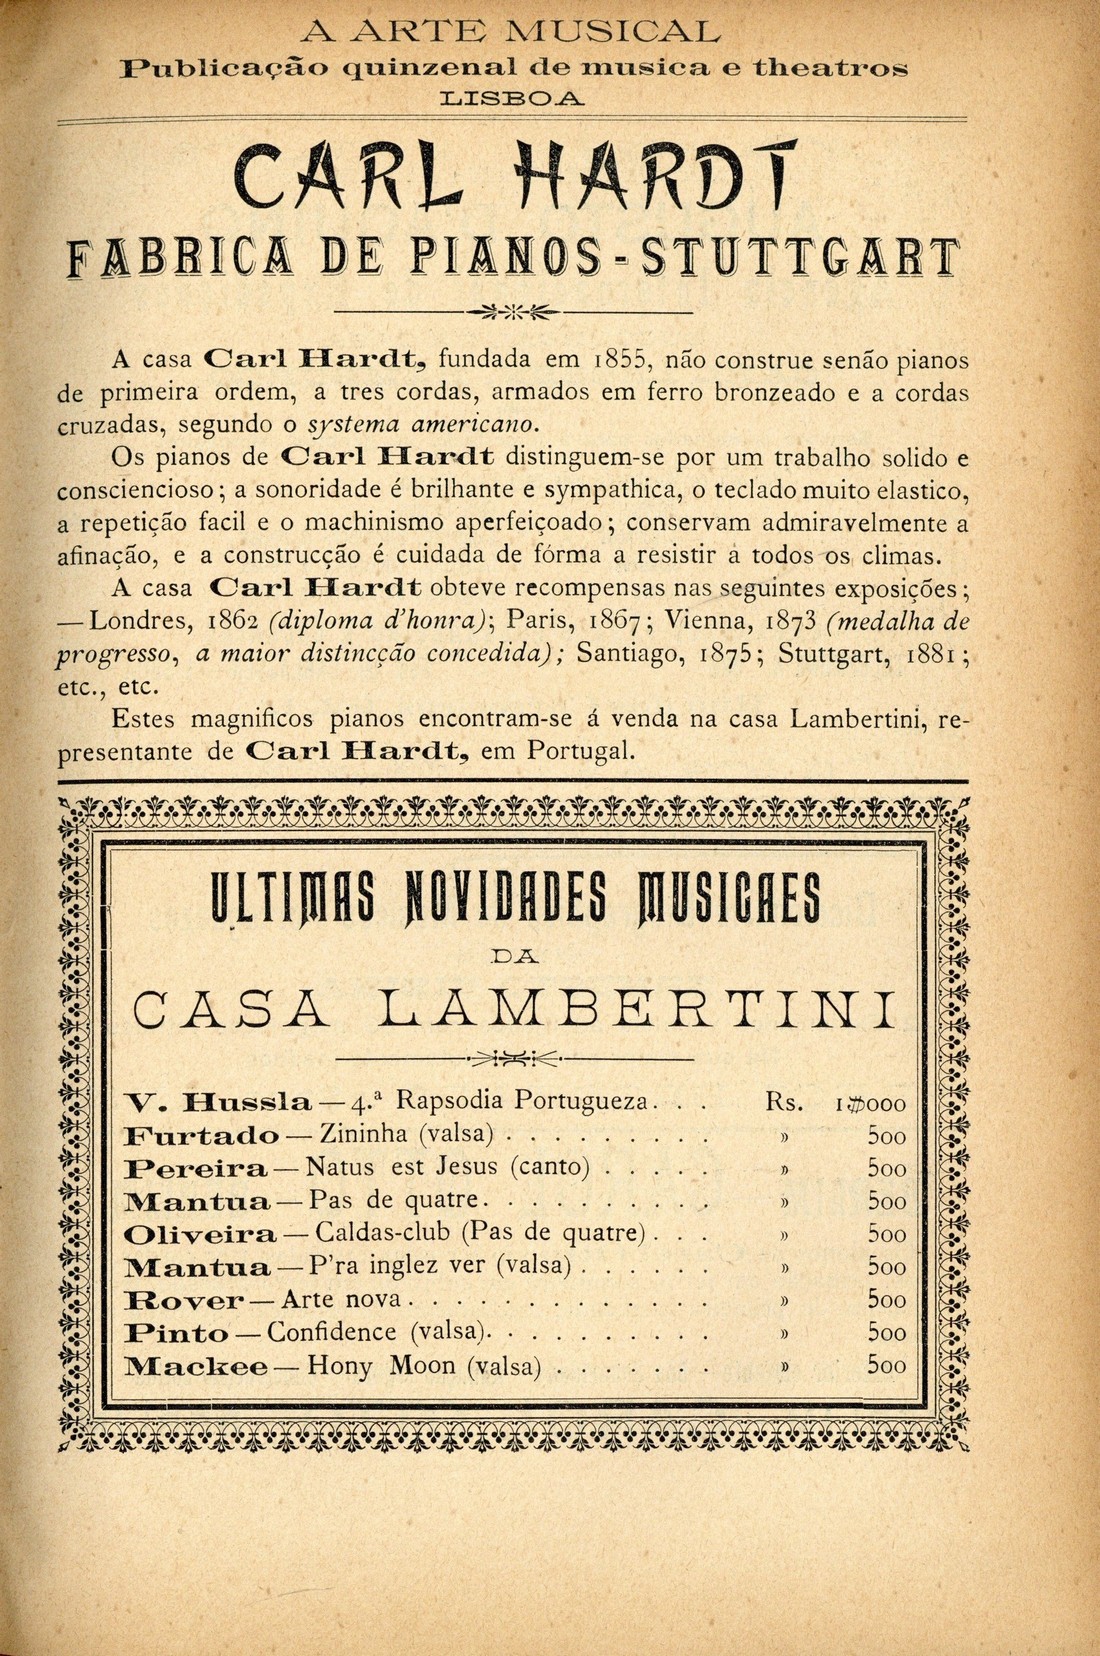 A ARTE MUSICAL
Publicação quinzenal de musica e theatros
LISBOA
CARL HARDT
FABRICA DE PIANOS-STUTTGART
A casa Carl Hardt, fundada em 1855, não construe senão pianos
de primeira ordem, a tres cordas, armados em ferro bronzeado e a cordas
cruzadas, segundo o systema americano.
Os pianos de Carl Hardt distinguem-se por um trabalho solido e
consciencioso; a sonoridade é brilhante e sympathica, o teclado muito elastico,
a repetição facil e o machinismo aperfeiçoado; conservam admiravelmente a
afinação, e a construcção é cuidada de fórma a resistir a todos os climas.
A casa Carl Hardt obteve recompensas nas seguintes exposições;
— Londres, 1862 (diploma d'honra); Paris, 1867; Vienna, 1873 (medalha de
progresso, a maior distincção concedida); Santiago, 1875; Stuttgart, 1881;
etc., etc.
Estes magnificos pianos encontram-se á venda na casa Lambertini, re-
presentante de Carl Hardt, em Portugal.
ULTIMAS NOVIDADES MUSICAES
DA
CASA LAMBERTINI
V. Hussla — 4.ª Rapsodia Portugueza. . . Rs. 1$000
Furtado — Zininha (valsa) . . . . . . . . . » 500
Pereira — Natus est Jesus (canto) . . . . . » 500
Mantua — Pas de quatre. . . . . . . . . . » 500
Oliveira — Caldas-club (Pas de quatre) . . . » 500
Mantua — P'ra inglez ver (valsa) . . . . . . » 500
Rover — Arte nova . . . . . . . . . . . . . » 500
Pinto — Confidence (valsa). . . . . . . . . . » 500
Mackee — Hony Moon (valsa) . . . . . . . » 500